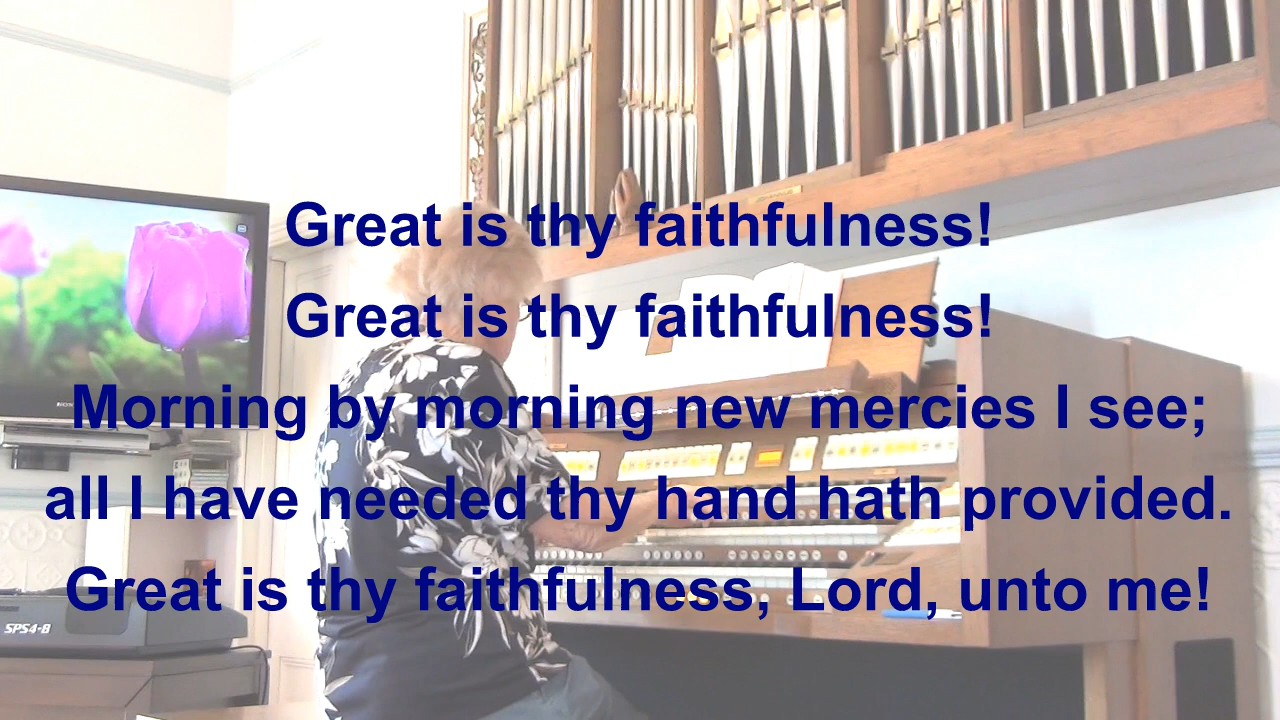 Great is thy faithfulness!
Great is thy faithfulness!
Morning by morning new mercies I see;
all I have needed thy hand hath provided.
Great is thy faithfulness, Lord, unto me!
SPS4-8